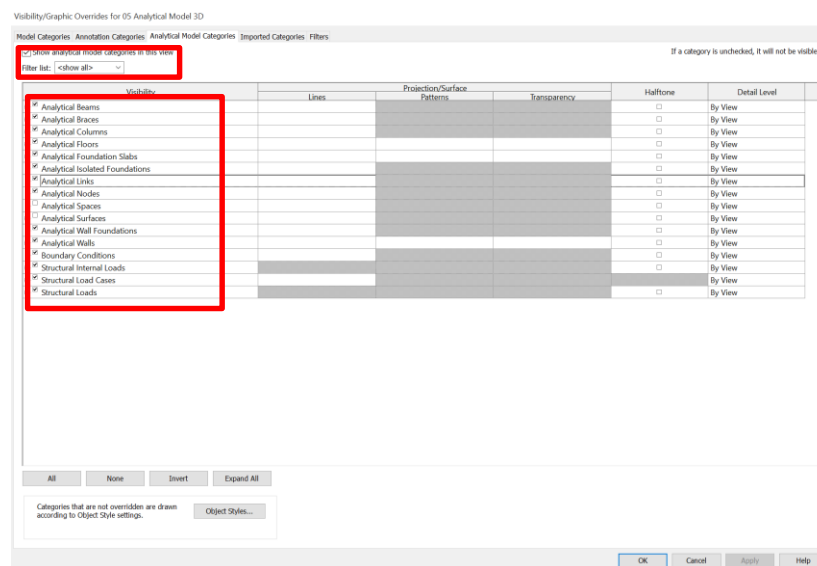 Visibility/Graphic Overrides for 05 Analytical Model 3D
Model Categories Annotation Categories Analytical Model Categories Imported Categories Filters
Show analytical model categories in this view
If a category is unchecked, it will not be visible
Filter list: <show all>
Visibility Projection/Surface Halftone Detail Level
Lines Patterns Transparency
Analytical Beams By View
Analytical Braces By View
Analytical Columns By View
Analytical Floors By View
Analytical Foundation Slabs By View
Analytical Isolated Foundations By View
Analytical Links By View
Analytical Nodes By View
Analytical Spaces By View
Analytical Surfaces By View
Analytical Wall Foundations By View
Analytical Walls By View
Boundary Conditions By View
Structural Internal Loads By View
Structural Load Cases By View
Structural Loads By View
All None Invert Expand All
Categories that are not overridden are drawn
according to Object Style settings.
Object Styles...
OK Cancel Apply Help